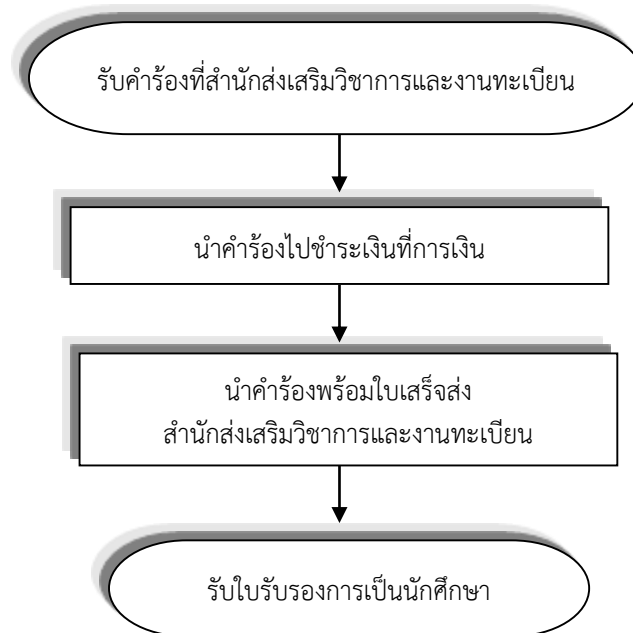 รับคำร้องที่สำนักส่งเสริมวิชาการและงานทะเบียน
นำคำร้องไปชำระเงินที่การเงิน
นำคำร้องพร้อมใบเสร็จส่ง
สำนักส่งเสริมวิชาการและงานทะเบียน
รับใบรับรองการเป็นนักศึกษา